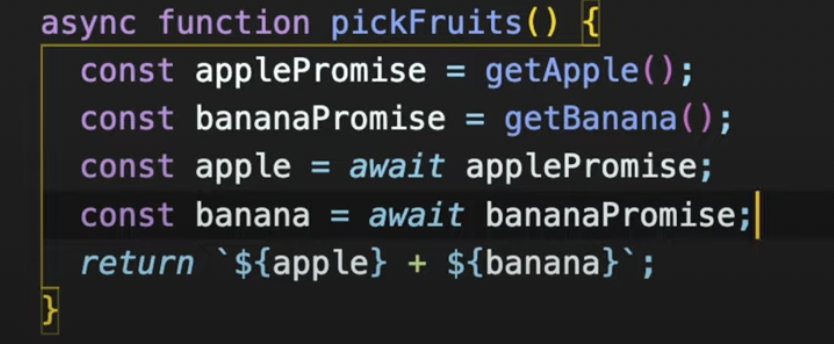 async function pickFruits() {
const applePromise = getApple();
const bananaPromise = getBanana();
const apple = await applePromise;
const banana = await bananaPromise;
return `${apple} + ${banana}`;
}